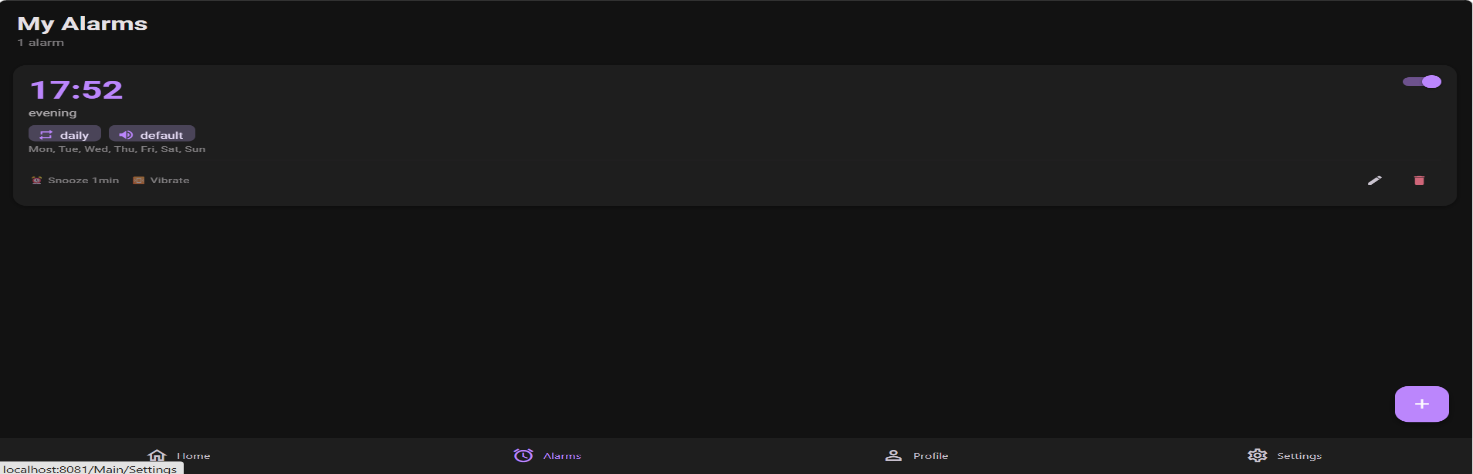 My Alarms
1 alarm
17:52
evening
daily default
Mon, Tue, Wed, Thu, Fri, Sat, Sun
Snooze 1min Vibrate
+
Home Alarms Profile Settings
localhost:8081/Main/Settings